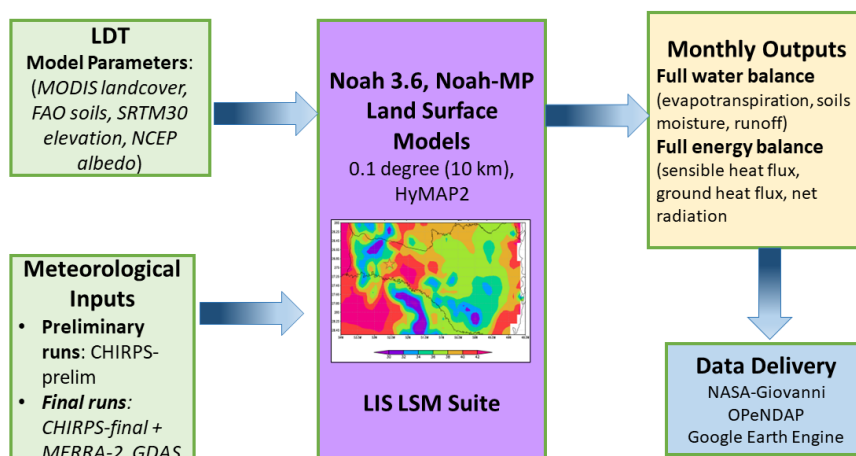 LDT
Model Parameters:
(MODIS landcover,
FAO soils, SRTM30
elevation, NCEP
albedo)
Meteorological
Inputs
• Preliminary
runs: CHIRPS-
prelim
• Final runs:
CHIRPS-final +
MERRA-2, GDAS
Noah 3.6, Noah-MP
Land Surface
Models
0.1 degree (10 km),
HyMAP2
LIS LSM Suite
Monthly Outputs
Full water balance
(evapotranspiration, soils
moisture, runoff)
Full energy balance
(sensible heat flux,
ground heat flux, net
radiation
Data Delivery
NASA-Giovanni
OPeNDAP
Google Earth Engine